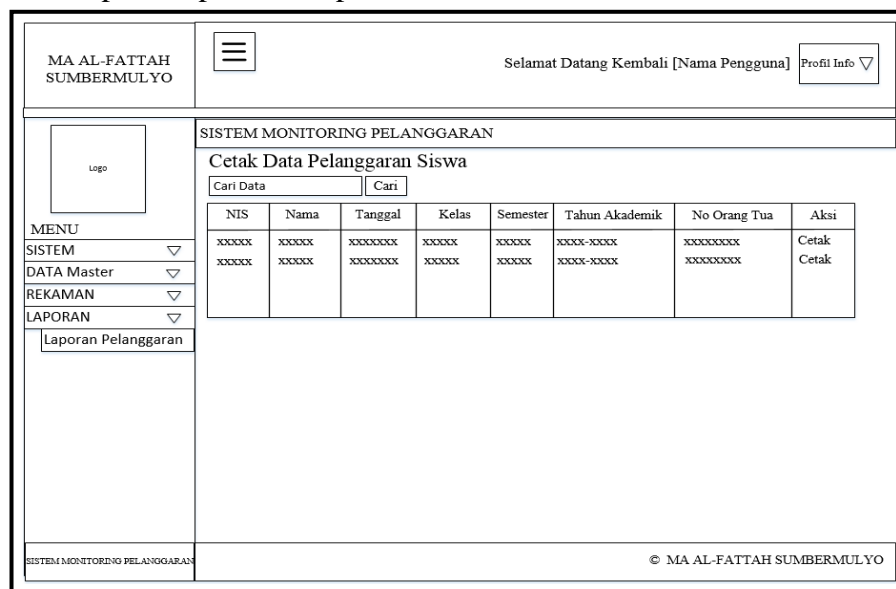 MA AL-FATTAH
SUMBERMULYO
Selamat Datang Kembali [Nama Pengguna]
Profil Info
Logo
MENU
SISTEM
DATA Master
REKAMAN
LAPORAN
Laporan Pelanggaran
SISTEM MONITORING PELANGGARAN
Cetak Data Pelanggaran Siswa
Cari Data Cari
NIS Nama Tanggal Kelas Semester Tahun Akademik No Orang Tua Aksi
xxxxx xxxxx xxxxxxx xxxxx xxxxx xxxx-xxxx xxxxxxxx Cetak
xxxxx xxxxx xxxxxxx xxxxx xxxxx xxxx-xxxx xxxxxxxx Cetak
SISTEM MONITORING PELANGGARAN
© MA AL-FATTAH SUMBERMULYO